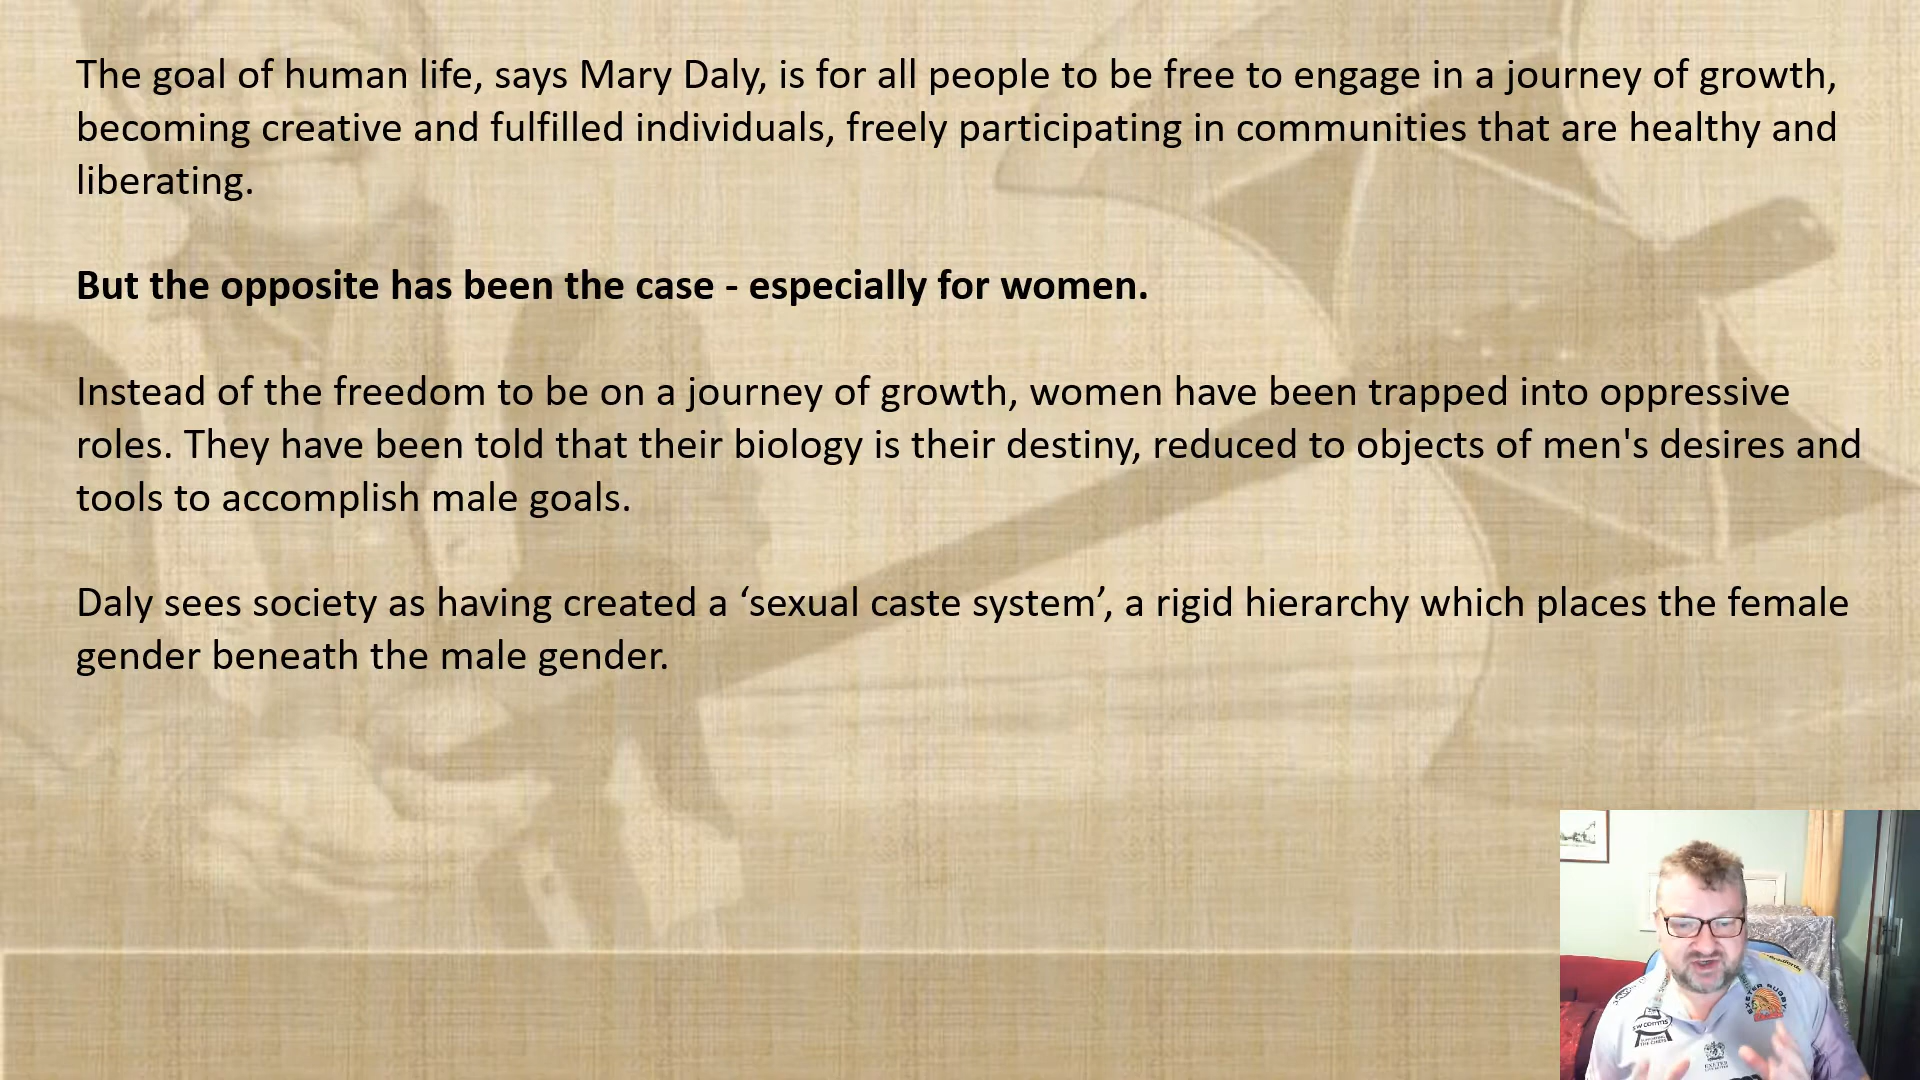 The goal of human life, says Mary Daly, is for all people to be free to engage in a journey of growth,
becoming creative and fulfilled individuals, freely participating in communities that are healthy and
liberating.
But the opposite has been the case - especially for women.
Instead of the freedom to be on a journey of growth, women have been trapped into oppressive
roles. They have been told that their biology is their destiny, reduced to objects of men's desires and
tools to accomplish male goals.
Daly sees society as having created a ‘sexual caste system’, a rigid hierarchy which places the female
gender beneath the male gender.
EXETER RUGBY
SW COMMS
EXETER